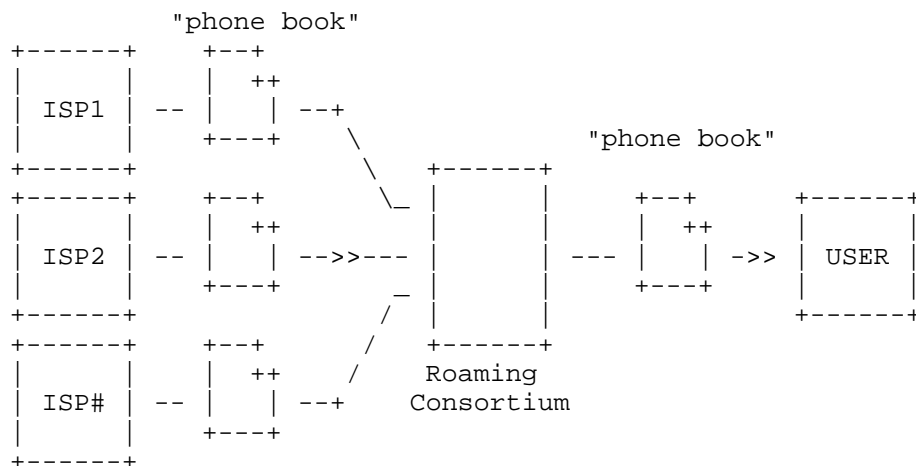 "phone book"
ISP1
"phone book"
ISP2
USER
ISP#
Roaming
Consortium